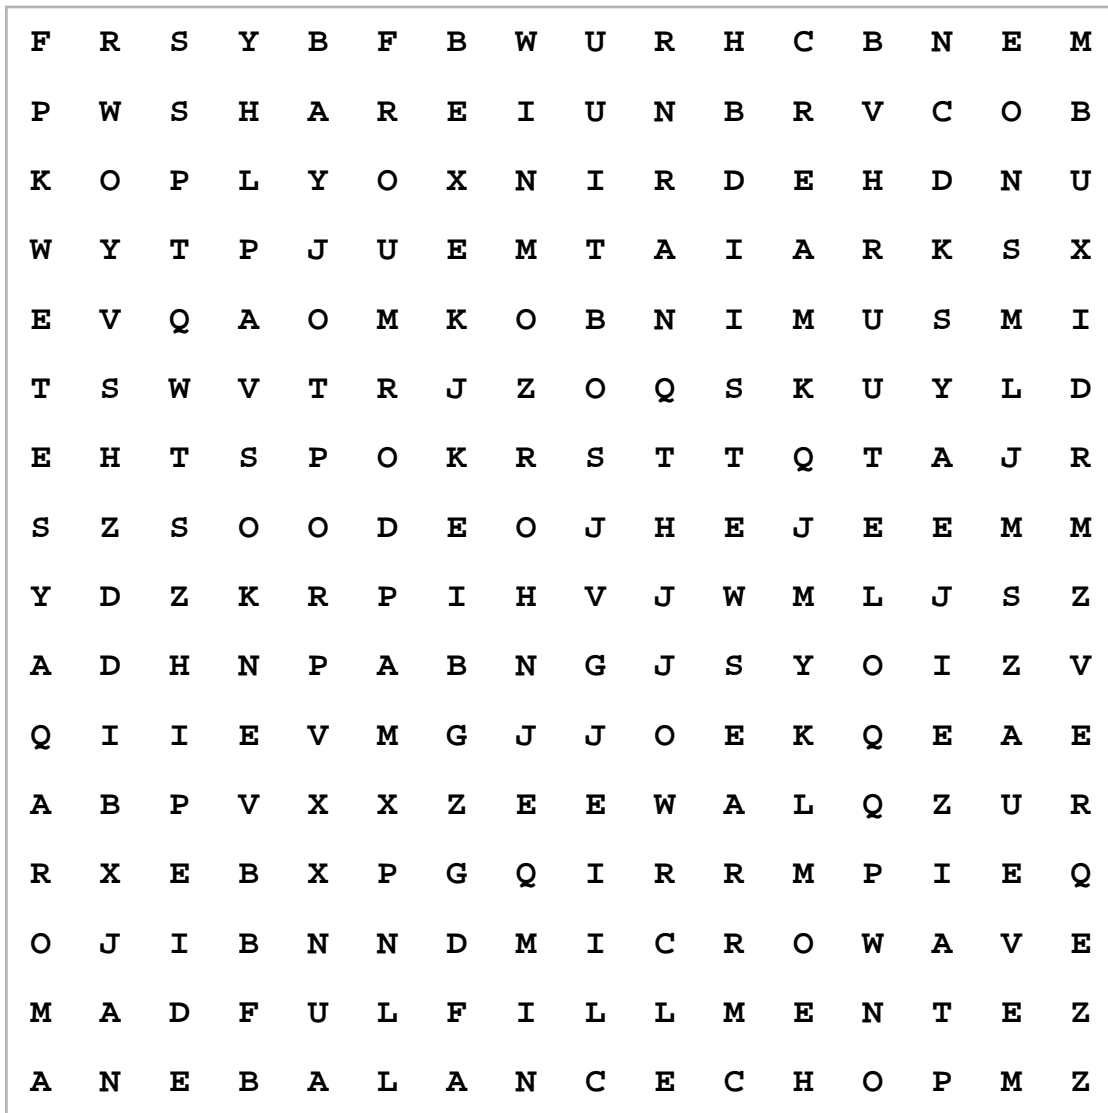 F R S Y B F B W U R H C B N E M
P W S H A R E I U N B R V C O B
K O P L Y O X N I R D E H D N U
W Y T P J U E M T A I A R K S X
E V Q A O M K O B N I M U S M I
T S W V T R J Z O Q S K U Y L D
E H T S P O K R S T T Q T A J R
S Z S O O D E O J H E J E E M M
Y D Z K R P I H V J W M L J S Z
A D H N P A B N G J S Y O I Z V
Q I I E V M G J J O E K Q E A E
A B P V X X Z E E W A L Q Z U R
R X E B X P G Q I R R M P I E Q
O J I B N N D M I C R O W A V E
M A D F U L F I L L M E N T E Z
A N E B A L A N C E C H O P M Z